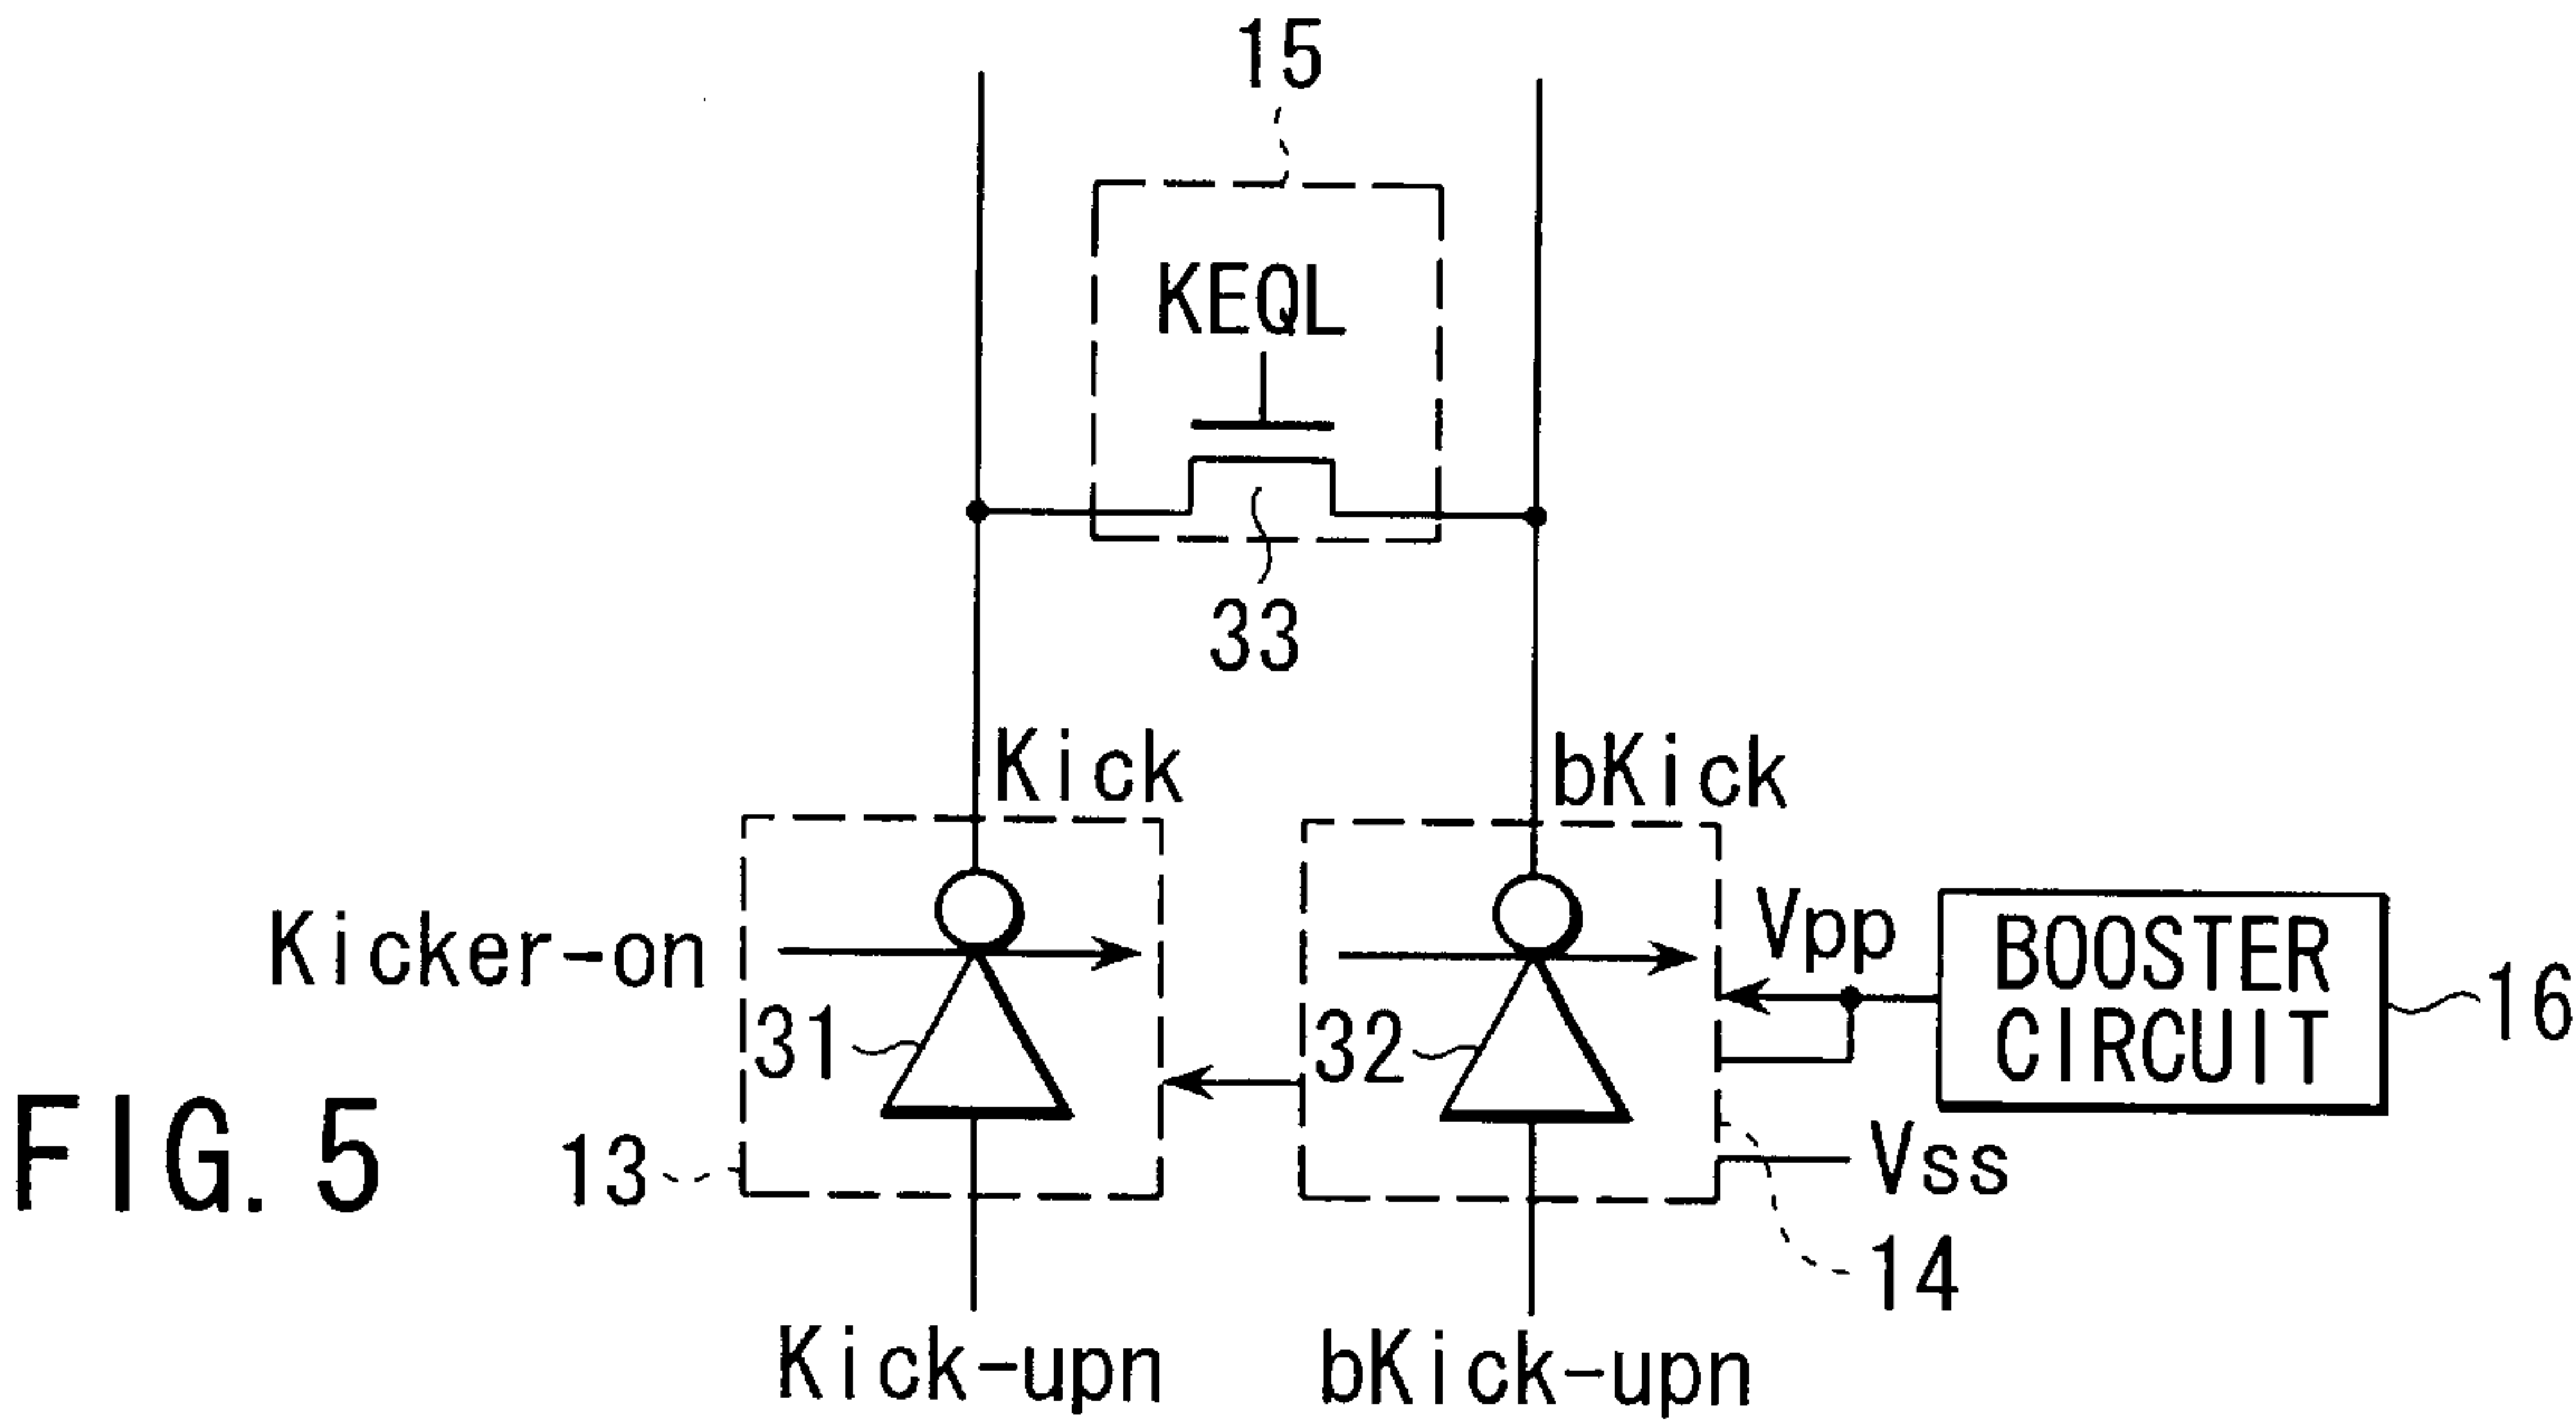 15
KEQL
33
Kick
bKick
Kicker-on
Vpp
BOOSTER
CIRCUIT
16
31
32
FIG. 5
13
Vss
14
Kick-upn
bKick-upn